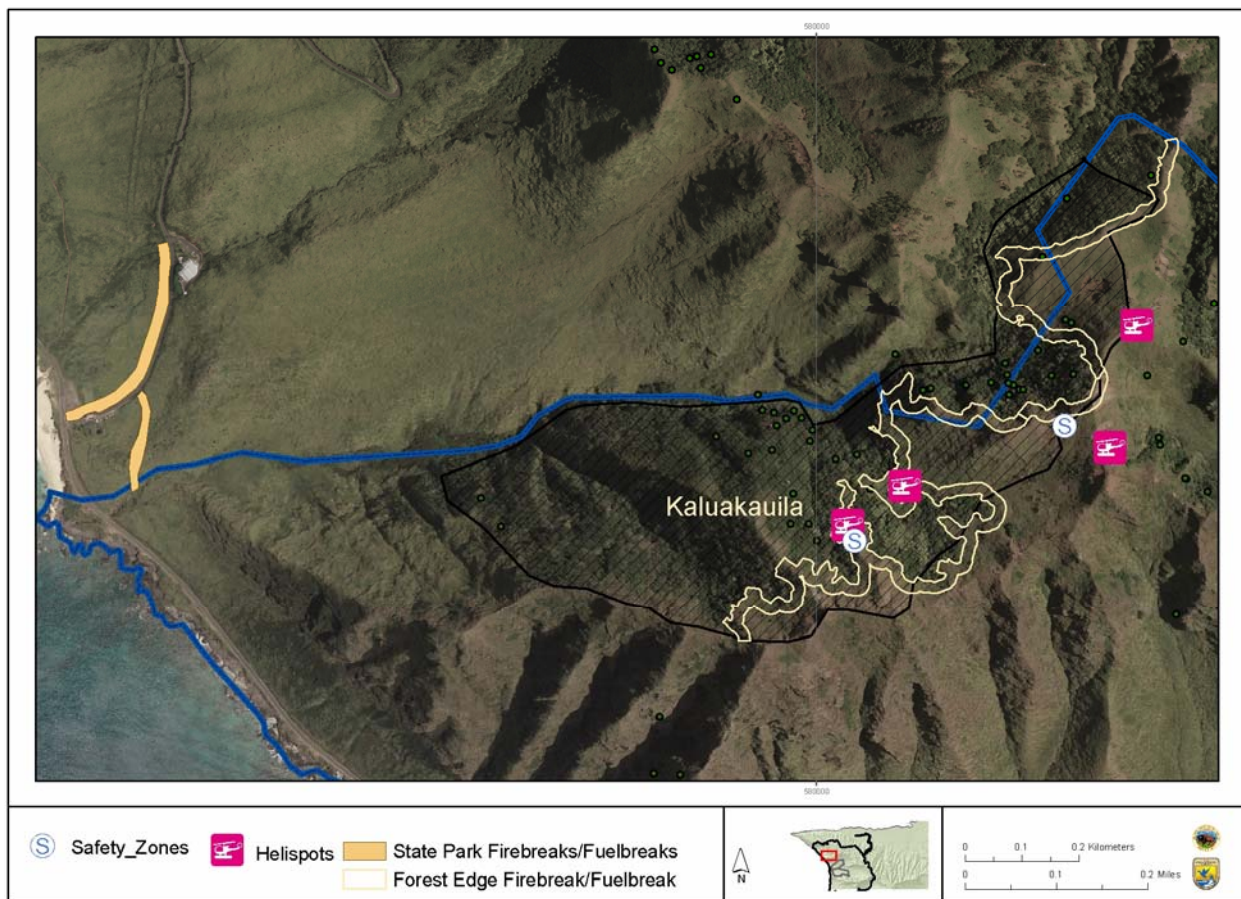 580000
S
S
Kaluakauila
580000
S Safety_Zones
Helispots
State Park Firebreaks/Fuelbreaks
Forest Edge Firebreak/Fuelbreak
N
0 0.1 0.2 Kilometers
0 0.1 0.2 Miles